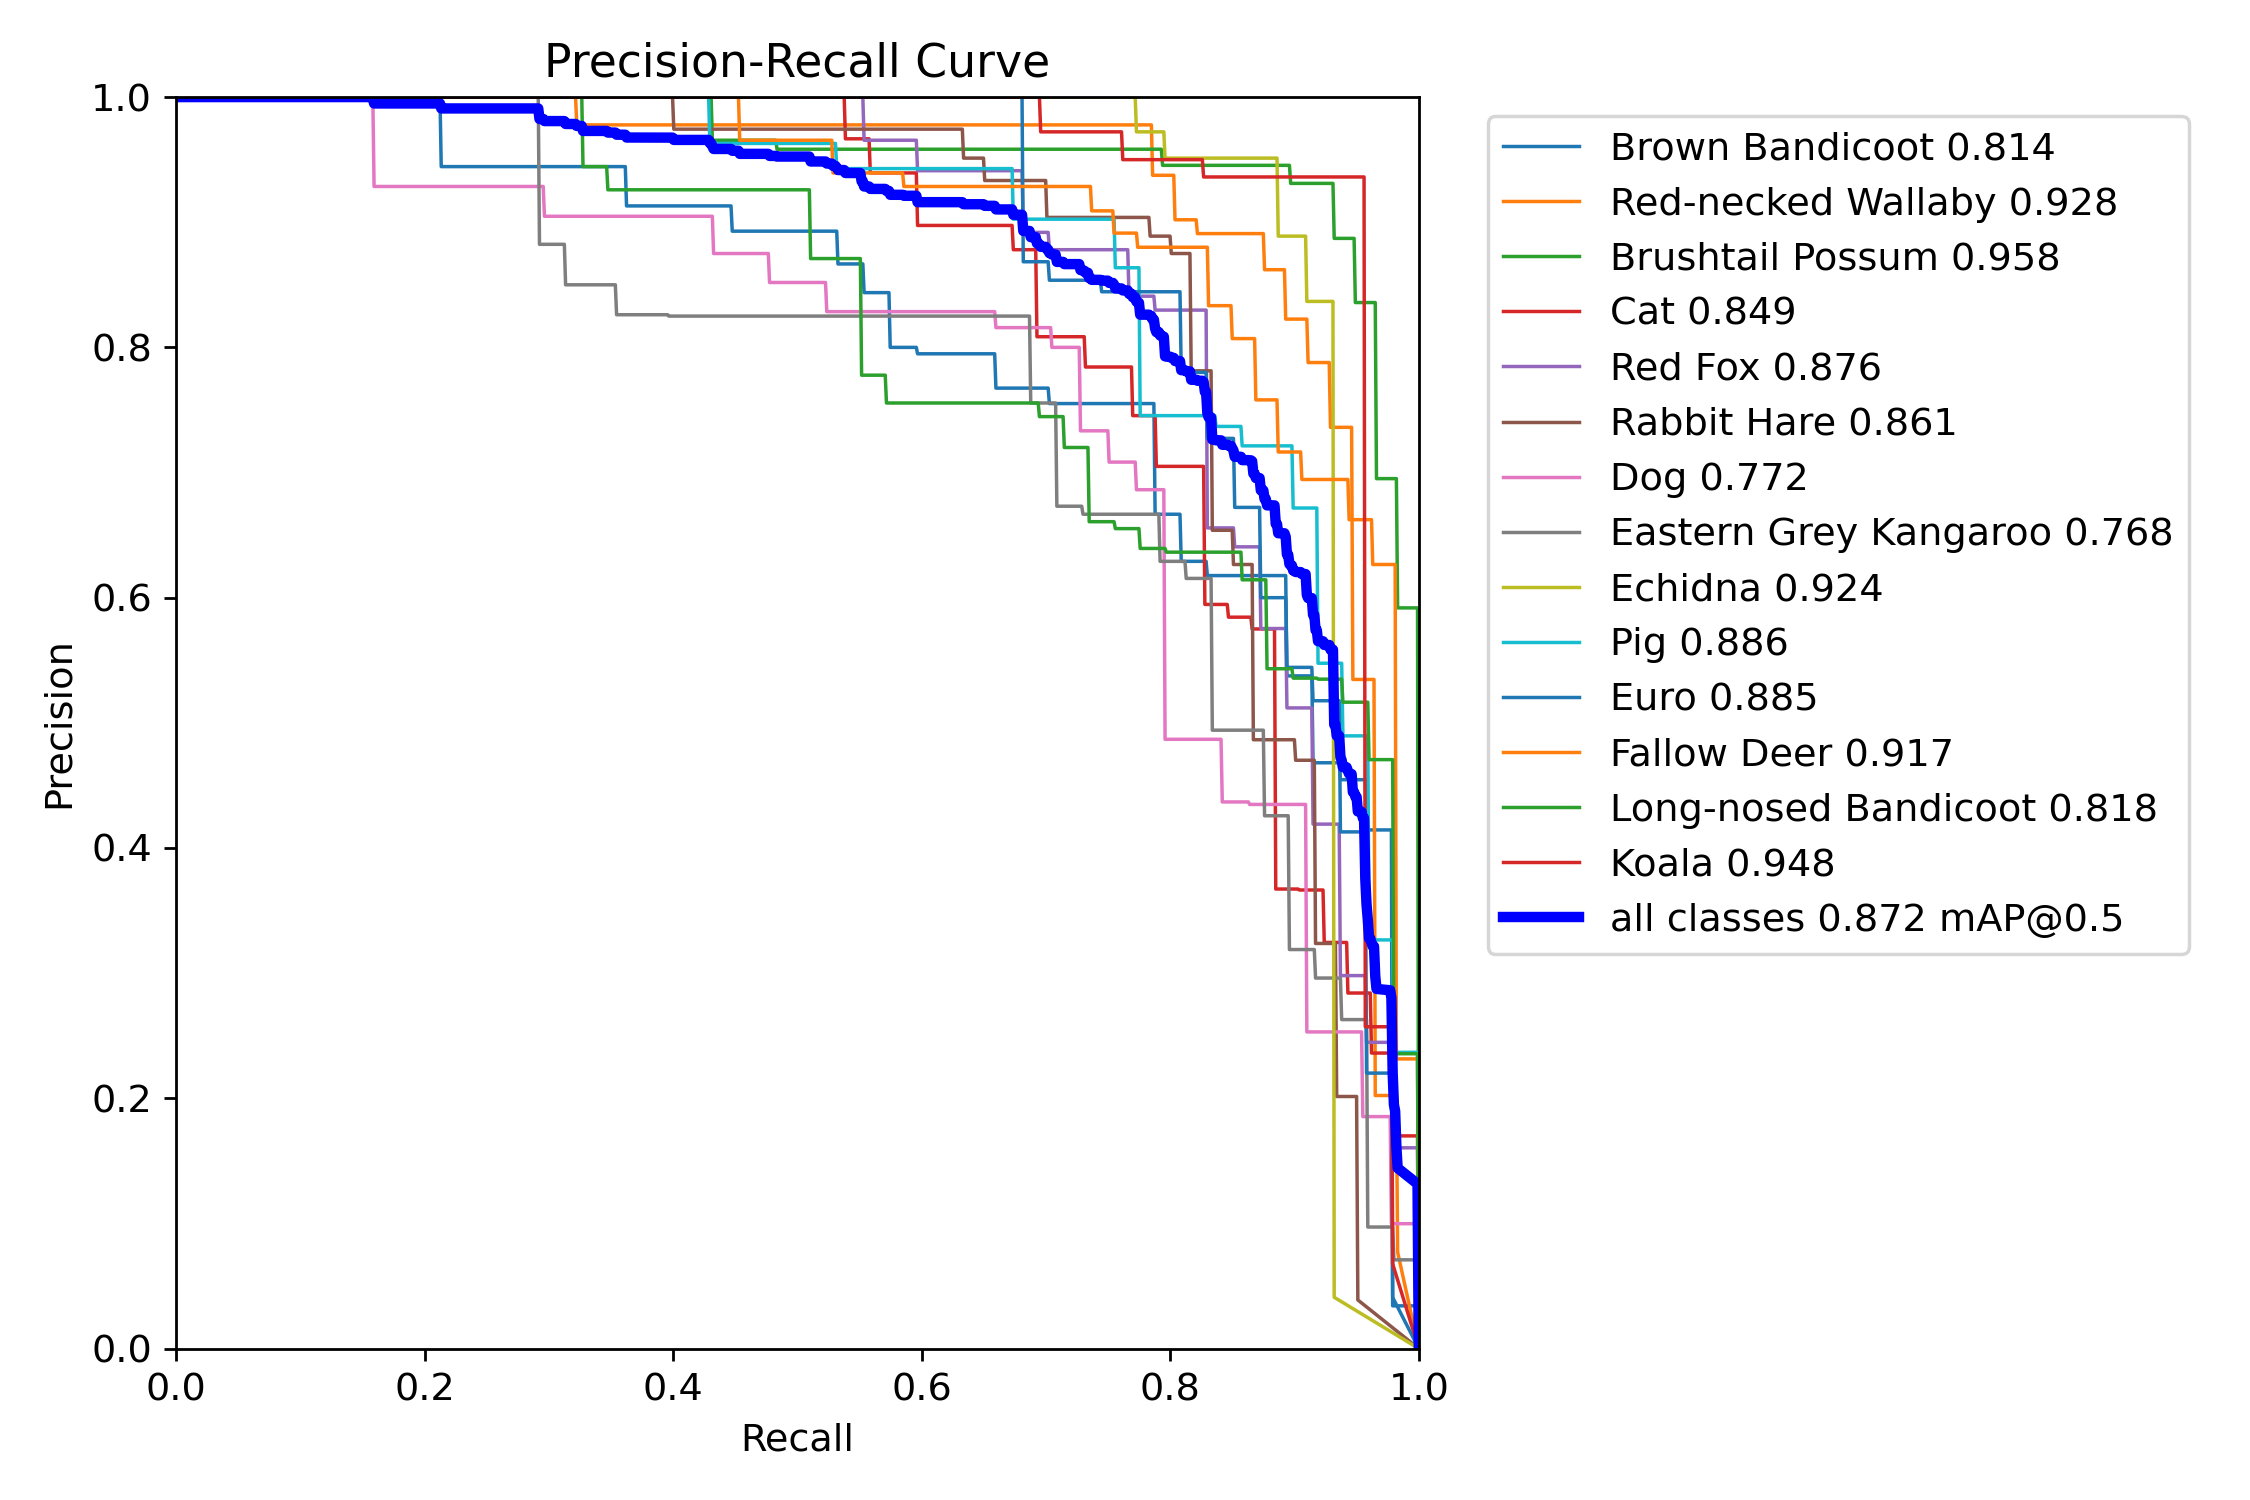 Precision-Recall Curve
1.0
0.8
0.6
0.4
0.2
0.0
Precision
0.0 0.2 0.4 0.6 0.8 1.0
Recall
Brown Bandicoot 0.814
Red-necked Wallaby 0.928
Brushtail Possum 0.958
Cat 0.849
Red Fox 0.876
Rabbit Hare 0.861
Dog 0.772
Eastern Grey Kangaroo 0.768
Echidna 0.924
Pig 0.886
Euro 0.885
Fallow Deer 0.917
Long-nosed Bandicoot 0.818
Koala 0.948
all classes 0.872 mAP@0.5